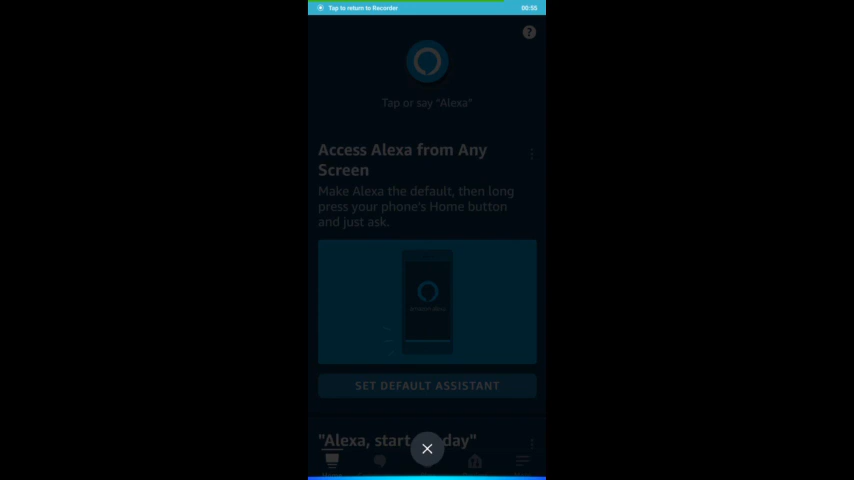 Tap to return to Recorder 00:55
?
Tap or say "Alexa"
Access Alexa from Any
Screen
Make Alexa the default, then long
press your phone's Home button
and just ask.
SET DEFAULT ASSISTANT
"Alexa, start day"